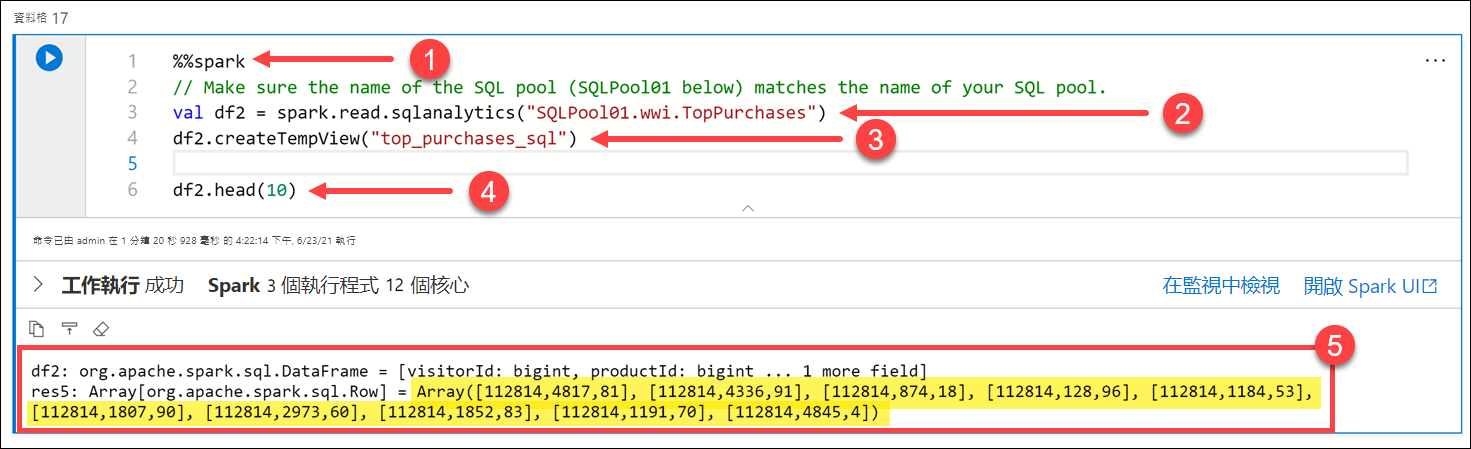 資料格 17
1 %%spark 1
2 // Make sure the name of the SQL pool (SQLPool01 below) matches the name of your SQL pool.
3 val df2 = spark.read.sqlanalytics("SQLPool01.wwi.TopPurchases") 2
4 df2.createTempView("top_purchases_sql") 3
5
6 df2.head(10) 4
命令已由 admin 在 1 分鐘 20 秒 928 毫秒 的 4:22:14 下午, 6/23/21 執行
工作執行 成功 Spark 3 個執行程式 12 個核心 在監視中檢視 開啟 Spark UI
5
df2: org.apache.spark.sql.DataFrame = [visitorId: bigint, productId: bigint ... 1 more field]
res5: Array[org.apache.spark.sql.Row] = Array([112814,4817,81], [112814,4336,91], [112814,874,18], [112814,128,96], [112814,1184,53],
[112814,1807,90], [112814,2973,60], [112814,1852,83], [112814,1191,70], [112814,4845,4])